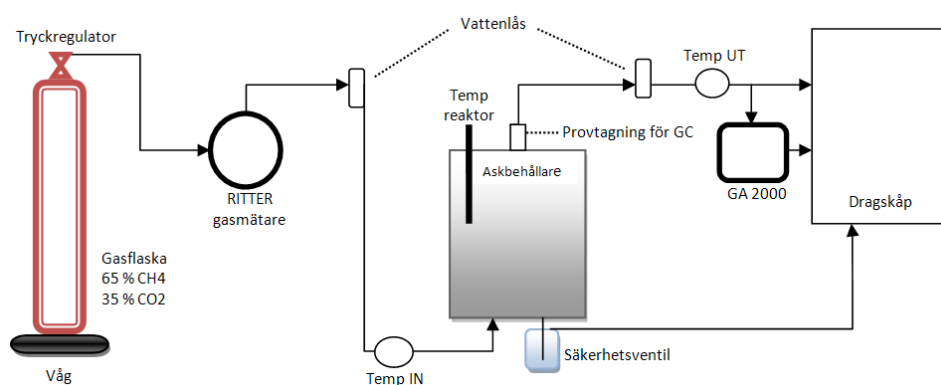 Vattenlås
Tryckregulator
Temp UT
Temp
reaktor
Provtagning för GC
Askbehållare
RITTER
gasmätare
GA 2000
Dragskåp
Gasflaska
65 % CH4
35 % CO2
Säkerhetsventil
Våg
Temp IN